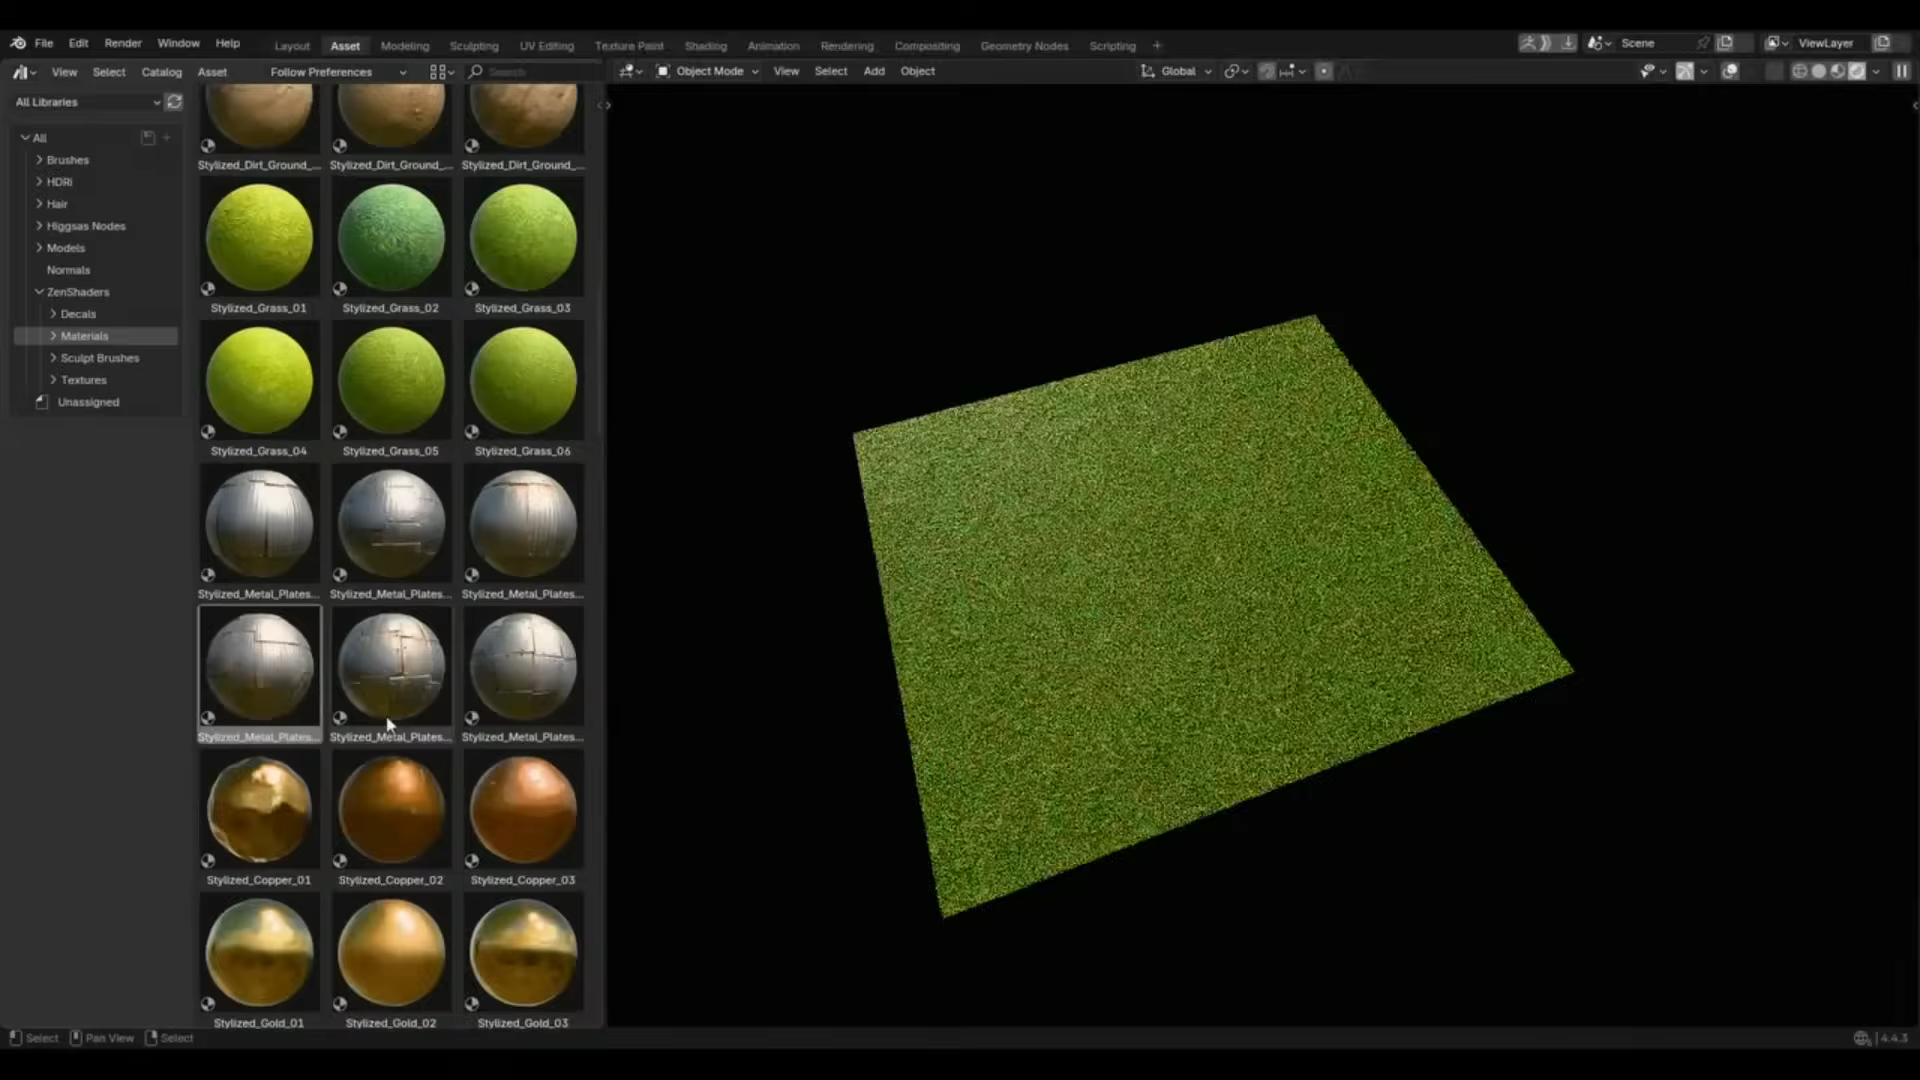 File Edit Render Window Help
Layout Asset Modeling Sculpting UV Editing Texture Paint Shading Animation Rendering Compositing Geometry Nodes Scripting +
Scene
ViewLayer
View Select Catalog Asset
Follow Preferences
Search
Object Mode
View Select Add Object
Global
All Libraries
All
Brushes
HDRI
Hair
Higgsas Nodes
Models
Normals
ZenShaders
Decals
Materials
Sculpt Brushes
Textures
Unassigned
Stylized_Dirt_Ground_... Stylized_Dirt_Ground_... Stylized_Dirt_Ground_...
Stylized_Grass_01 Stylized_Grass_02 Stylized_Grass_03
Stylized_Grass_04 Stylized_Grass_05 Stylized_Grass_06
Stylized_Metal_Plates... Stylized_Metal_Plates... Stylized_Metal_Plates...
Stylized_Metal_Plates... Stylized_Metal_Plates... Stylized_Metal_Plates...
Stylized_Copper_01 Stylized_Copper_02 Stylized_Copper_03
Stylized_Gold_01 Stylized_Gold_02 Stylized_Gold_03
Select Pan View Select
4.4.3